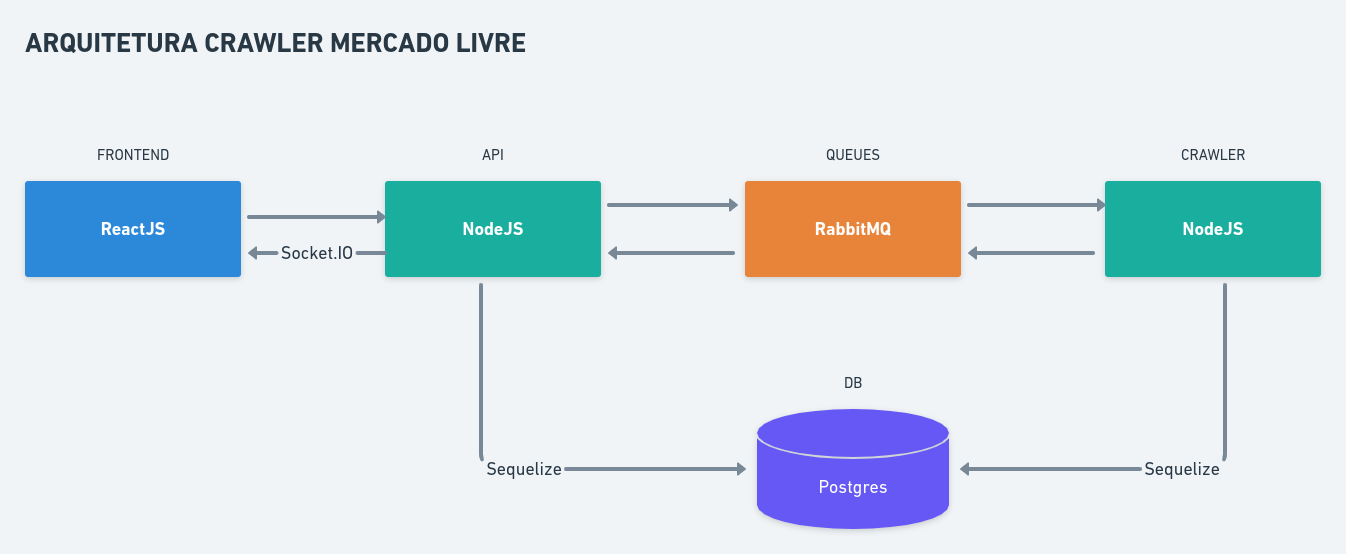 ARQUITETURA CRAWLER MERCADO LIVRE
FRONTEND
API
QUEUES
CRAWLER
ReactJS
NodeJS
RabbitMQ
NodeJS
Socket.IO
DB
Sequelize
Sequelize
Postgres